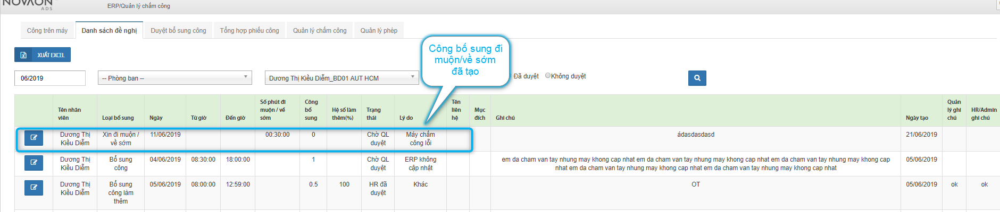 NOVAON
ADS
ERP/Quản lý chấm công
Công trên máy
Danh sách đề nghị
Duyệt bổ sung công
Tổng hợp phiếu công
Quản lý chấm công
Quản lý phép
XUẤT EXCEL
Công bố sung đi
muộn/về sớm
đã tạo
06/2019
-- Phòng ban --
Dương Thị Kiều Diễm_BD01 AUT HCM
Đã duyệt
Không duyệt
Tên nhân
viên
Loại bổ sung
Ngày
Từ giờ
Đến giờ
Số phút đi
muộn / về
sớm
Công
bổ
sung
Hệ số làm
thêm(%)
Trạng
thái
Lý do
Tên
liên
hệ
Mục
đích
Ghi chú
Ngày tạo
Quản
lý ghi
chú
HR/Admin
ghi chú
Dương Thị
Kiều Diễm
Xin đi muộn /
về sớm
11/06/2019
00:30:00
0
Chờ QL
duyệt
Máy chấm
công lỗi
ádasdasdasd
21/06/2019
Dương Thị
Kiều Diễm
Bổ sung
công
04/06/2019
08:30:00
18:00:00
1
Chờ QL
duyệt
ERP không
cập nhật
em da cham van tay nhung may khong cap nhat em da cham van tay nhung may khong cap nhat em da cham van tay nhung may khong cap
nhat em da cham van tay nhung may khong cap nhat em da cham van tay nhung may khong cap nhat
05/06/2019
Dương Thị
Kiều Diễm
Bổ sung
công làm
thêm
05/06/2019
08:00:00
12:59:00
0.5
100
HR đã
duyệt
Khác
OT
05/06/2019
ok
ok